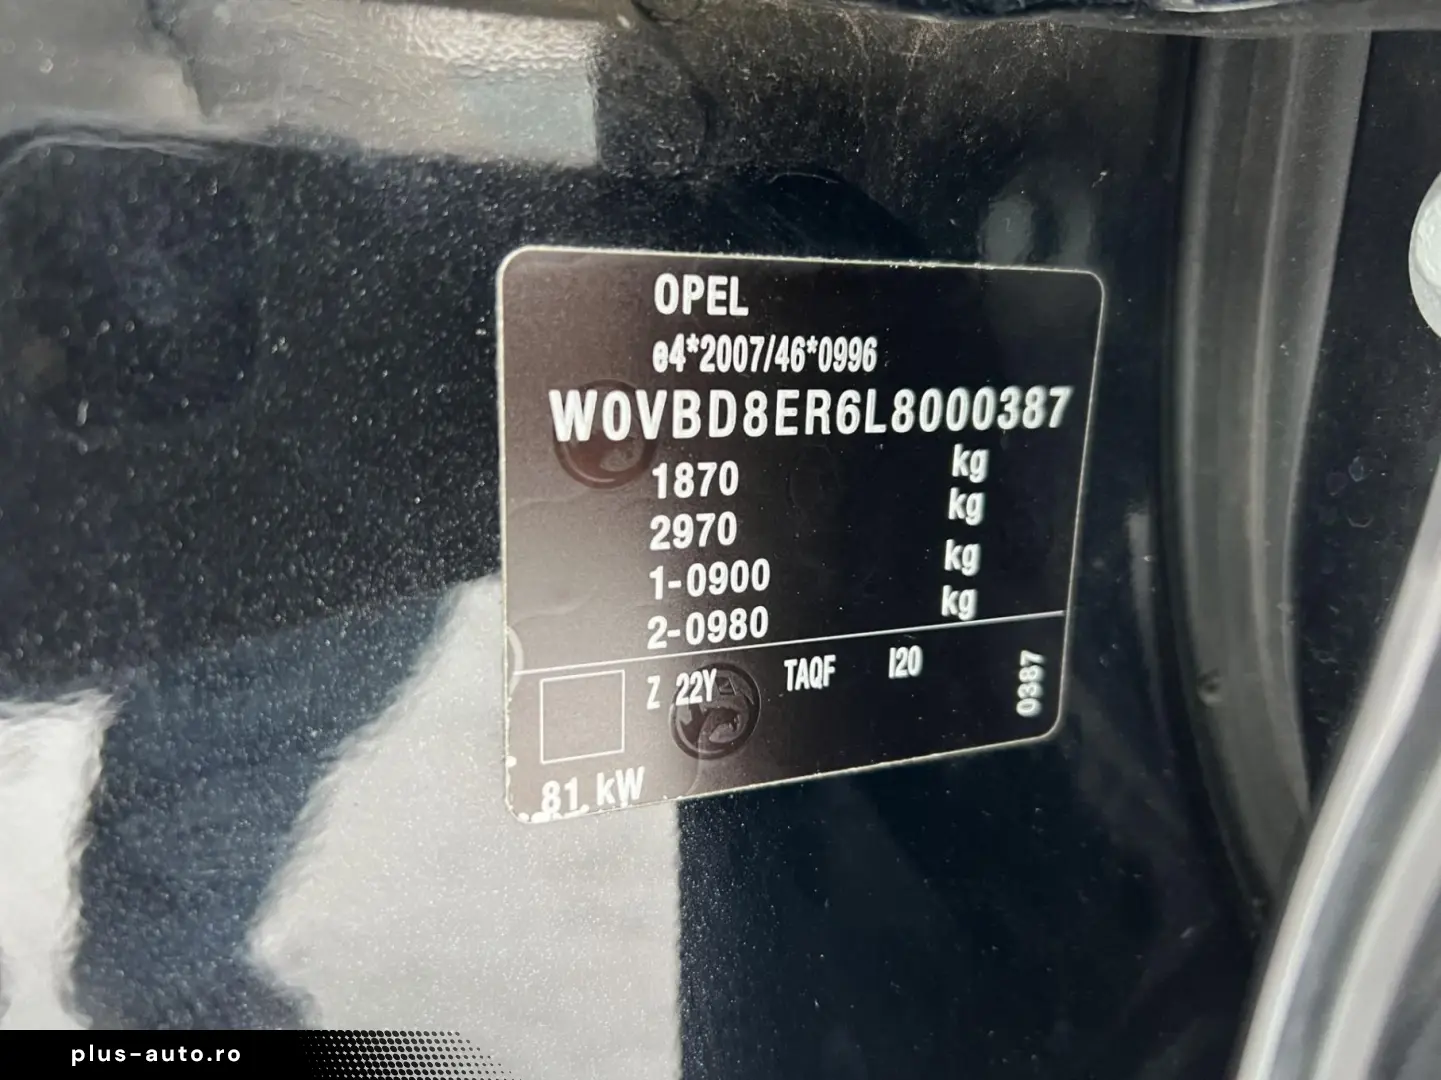 OPEL
e4*2007/46*0996
W0VBD8ER6L8000387
1870 kg
2970 kg
1-0900 kg
2-0980 kg
Z 22Y TAQF I20
0387
81 kW
plus-auto.ro